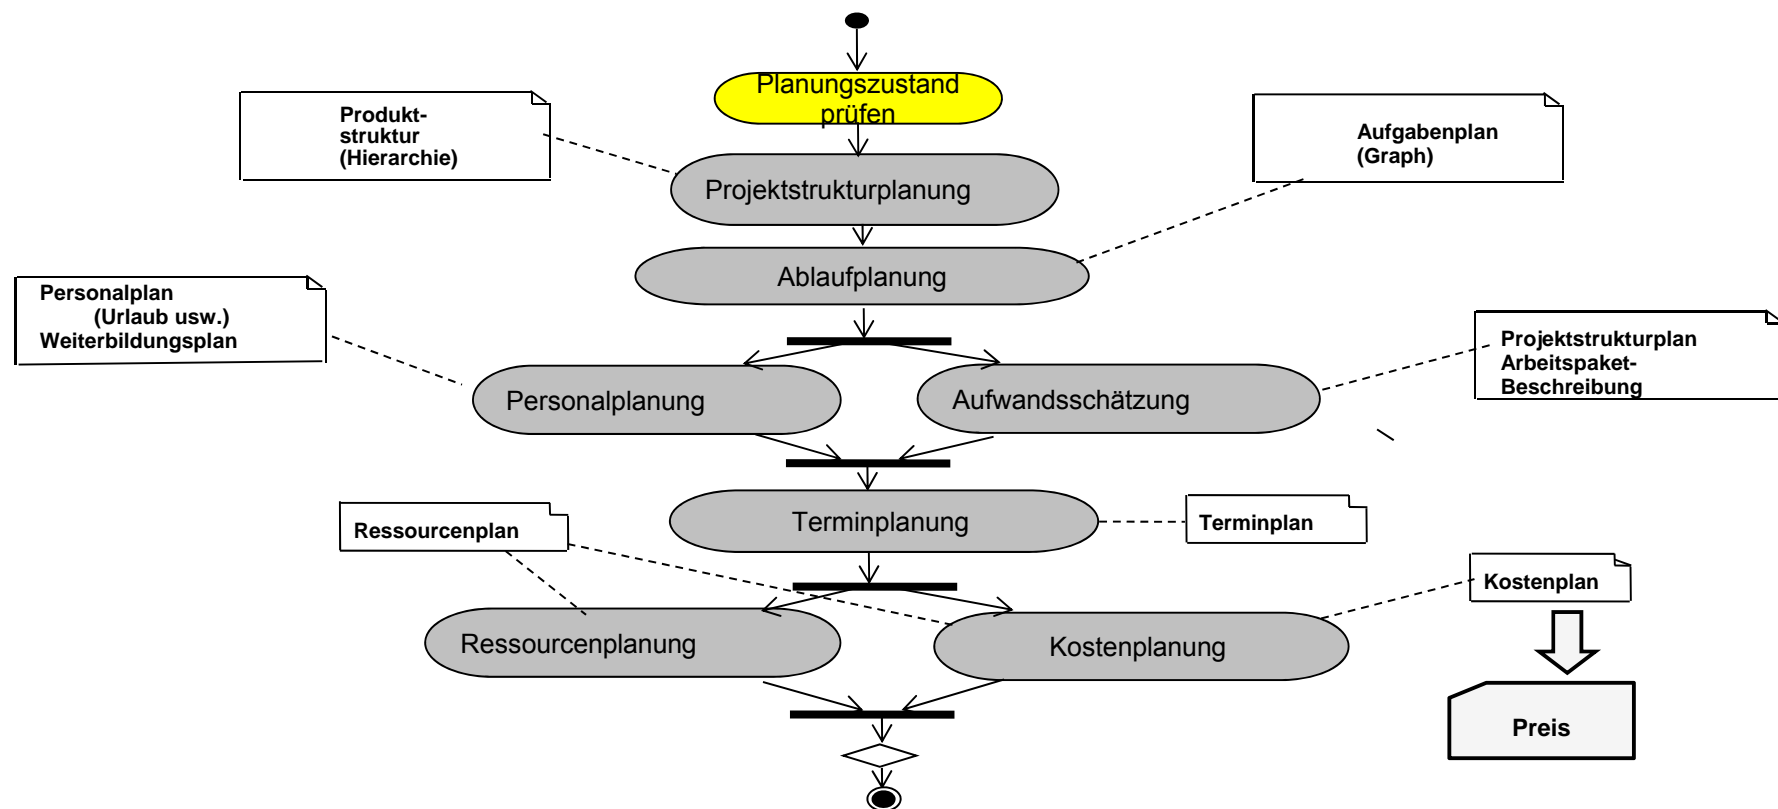 Planungszustand
prüfen
Produkt-
struktur
(Hierarchie)
Aufgabenplan
(Graph)
Projektstrukturplanung
Ablaufplanung
Personalplan
(Urlaub usw.)
Weiterbildungsplan
Projektstrukturplan
Arbeitspaket-
Beschreibung
Personalplanung
Aufwandsschätzung
Terminplanung
Terminplan
Ressourcenplan
Kostenplan
Ressourcenplanung
Kostenplanung
Preis